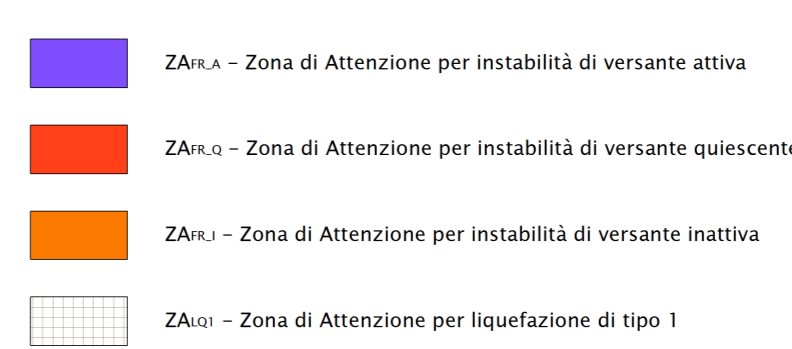 ZAFR_A – Zona di Attenzione per instabilità di versante attiva
ZAFR_Q – Zona di Attenzione per instabilità di versante quiescente
ZAFR_I – Zona di Attenzione per instabilità di versante inattiva
ZALQ1 – Zona di Attenzione per liquefazione di tipo 1